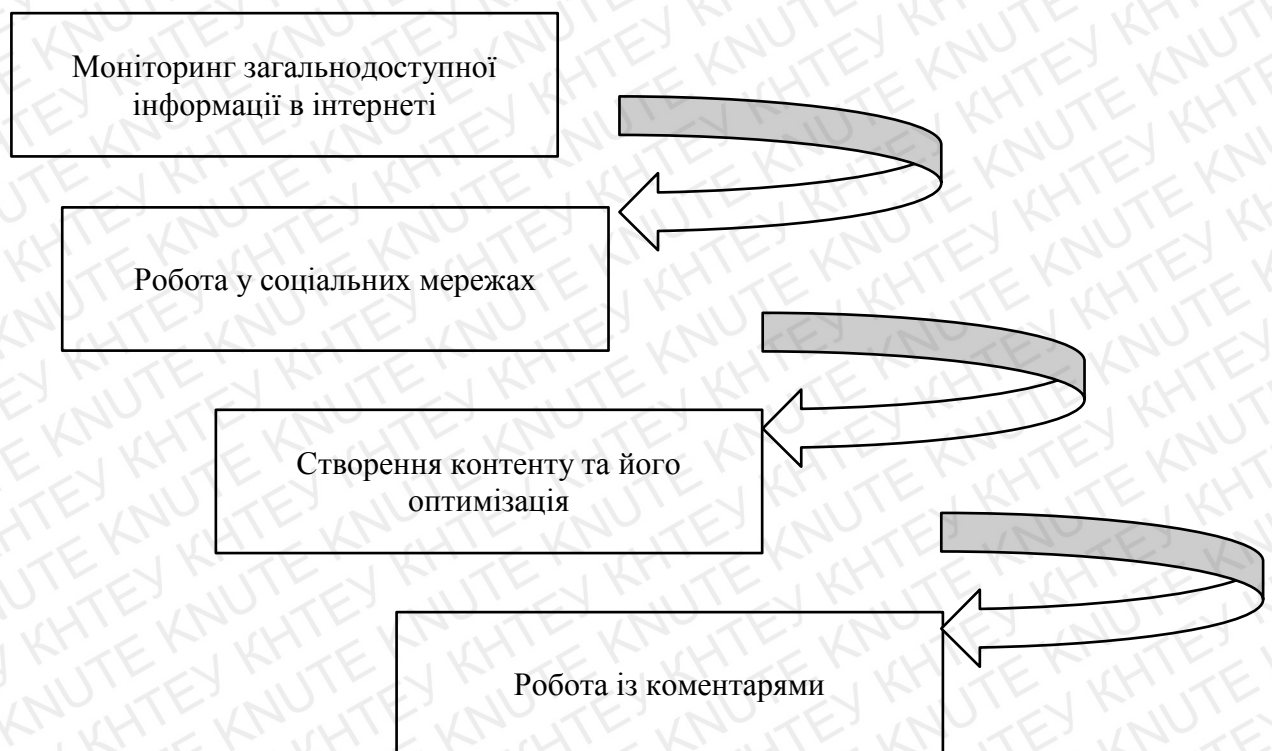 Моніторинг загальнодоступної
інформації в інтернеті
Робота у соціальних мережах
Створення контенту та його
оптимізація
Робота із коментарями